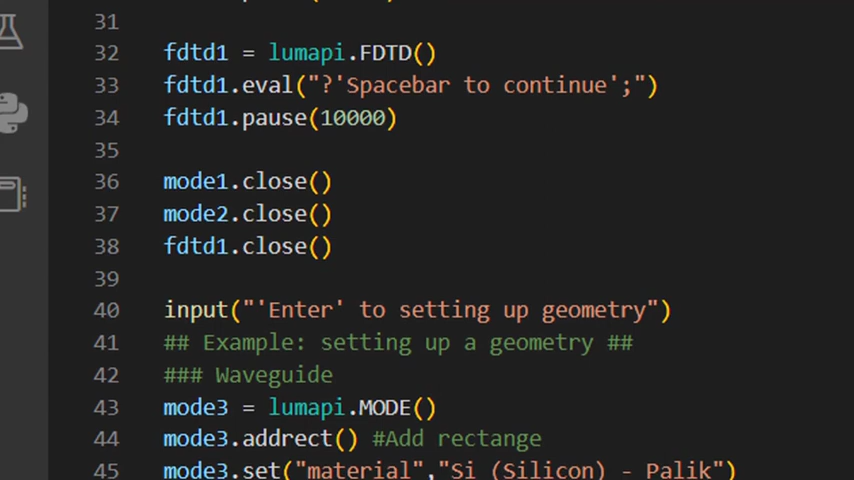 31
32 fdtd1 = lumapi.FDTD()
33 fdtd1.eval("?'Spacebar to continue';")
34 fdtd1.pause(10000)
35
36 mode1.close()
37 mode2.close()
38 fdtd1.close()
39
40 input("'Enter' to setting up geometry")
41 ## Example: setting up a geometry ##
42 ### Waveguide
43 mode3 = lumapi.MODE()
44 mode3.addrect() #Add rectange
45 mode3.set("material","Si (Silicon) - Palik")